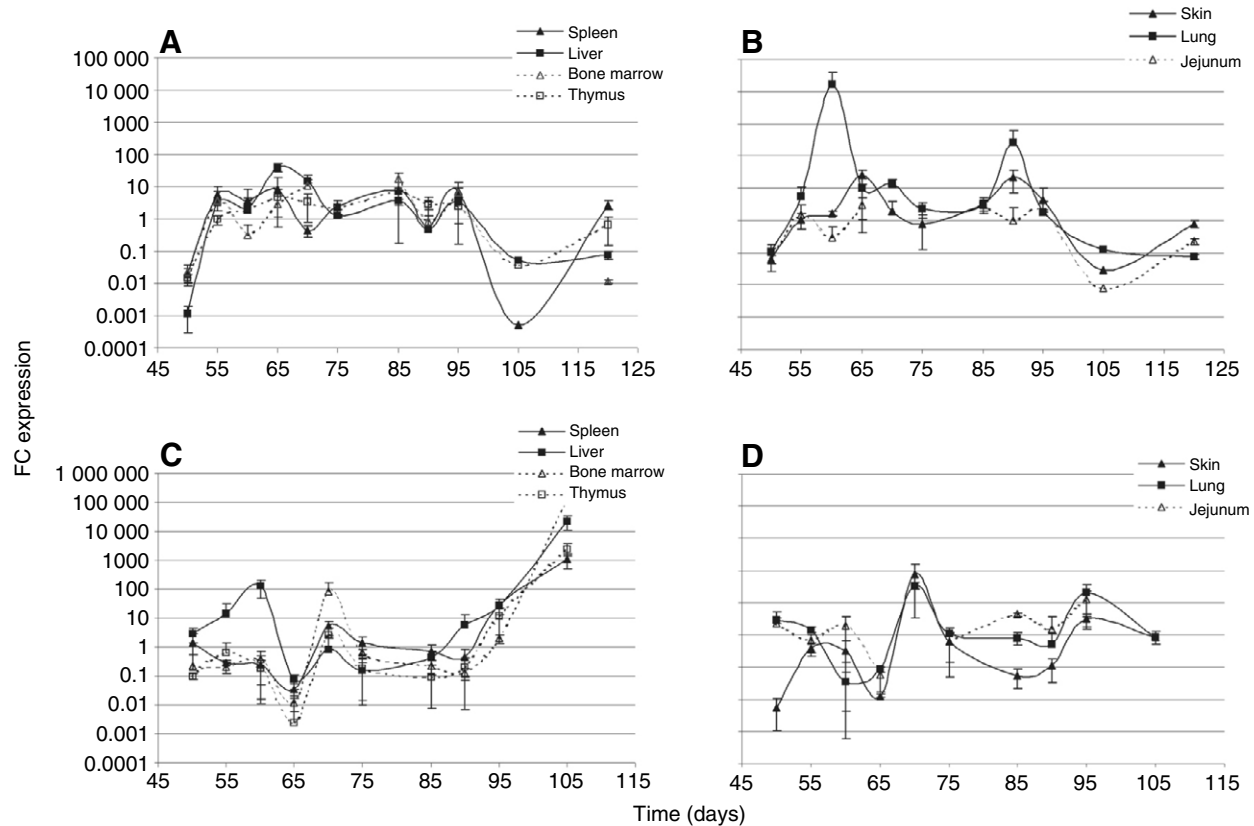 A
Spleen
Liver
Bone marrow
Thymus
100 000
10 000
1000
100
10
1
0.1
0.01
0.001
0.0001
45 55 65 75 85 95 105 115 125
B
Skin
Lung
Jejunum
45 55 65 75 85 95 105 115 125
FC expression
C
Spleen
Liver
Bone marrow
Thymus
1 000 000
100 000
10 000
1000
100
10
1
0.1
0.01
0.001
0.0001
45 55 65 75 85 95 105 115
D
Skin
Lung
Jejunum
45 55 65 75 85 95 105 115
Time (days)